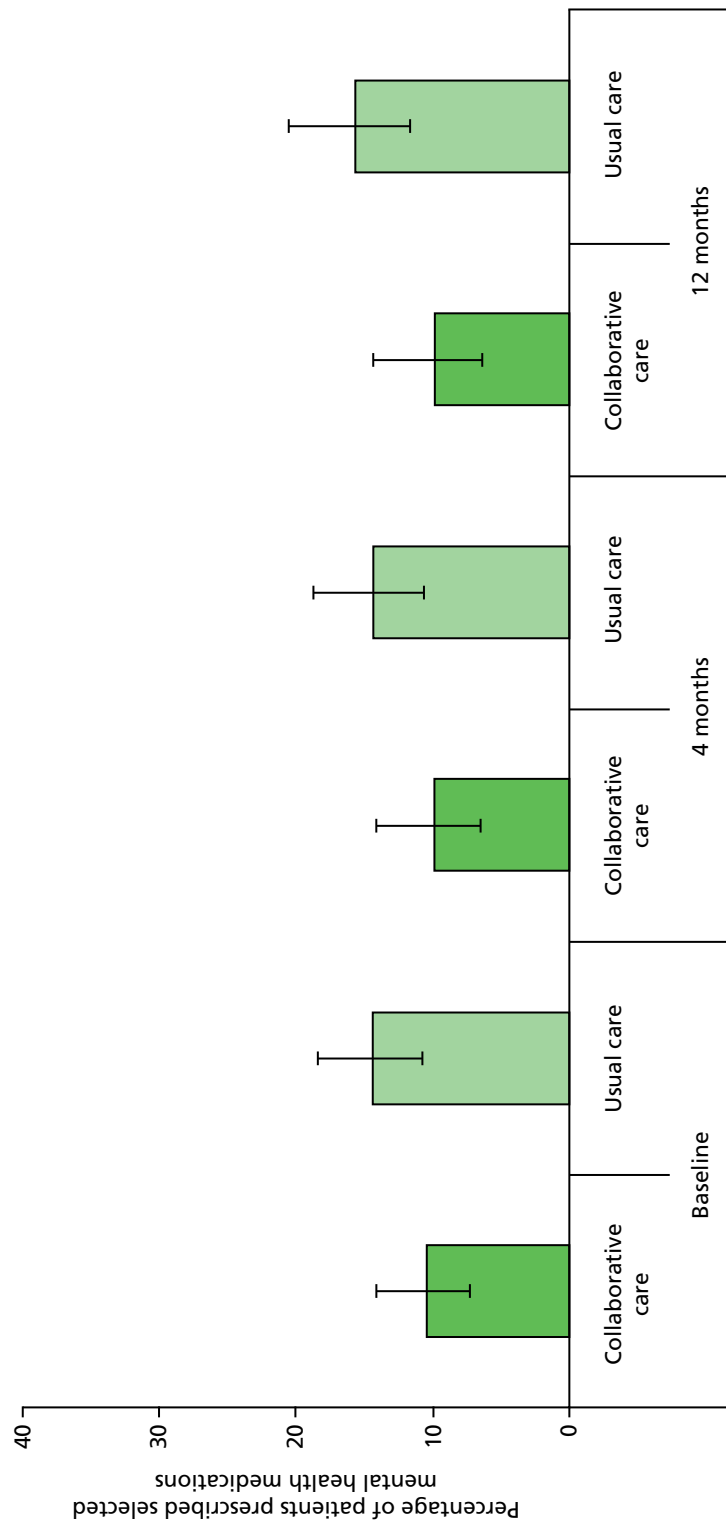 Percentage of patients prescribed selected
mental health medications
40
30
20
10
0
Collaborative
care
Usual care
Collaborative
care
Usual care
Collaborative
care
Usual care
Baseline
4 months
12 months